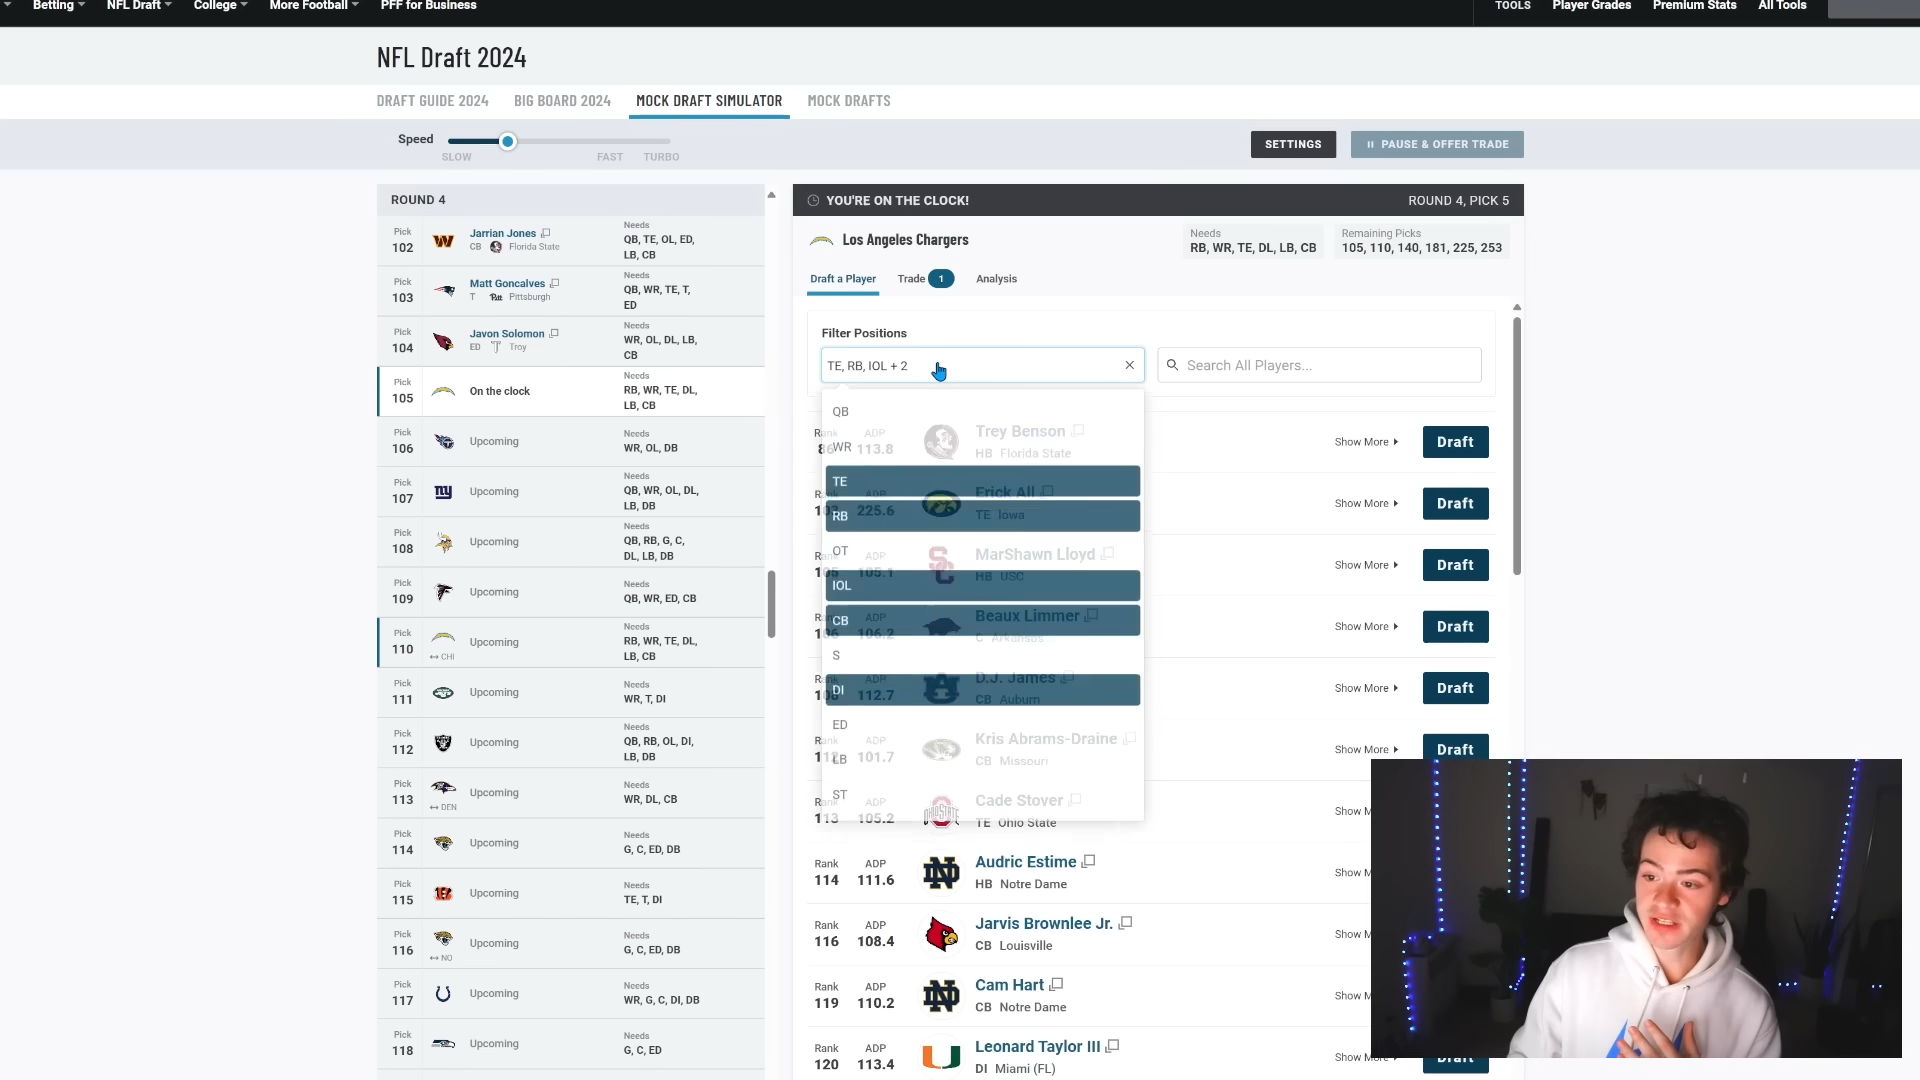 Betting
NFL Draft
College
More Football
PFF for Business
TOOLS
Player Grades
Premium Stats
All Tools
NFL Draft 2024
DRAFT GUIDE 2024
BIG BOARD 2024
MOCK DRAFT SIMULATOR
MOCK DRAFTS
Speed
SLOW
FAST
TURBO
SETTINGS
PAUSE & OFFER TRADE
ROUND 4
Pick
102
Jarrian Jones
CB Florida State
Needs
QB, TE, OL, ED,
LB, CB
Pick
103
Matt Goncalves
T Pitt Pittsburgh
Needs
QB, WR, TE, T,
ED
Pick
104
Javon Solomon
ED Troy
Needs
WR, OL, DL, LB,
CB
Pick
105
On the clock
Needs
RB, WR, TE, DL,
LB, CB
Pick
106
Upcoming
Needs
WR, OL, DB
Pick
107
Upcoming
Needs
QB, WR, OL, DL,
LB, DB
Pick
108
Upcoming
Needs
QB, RB, G, C,
DL, LB, DB
Pick
109
Upcoming
Needs
QB, WR, ED, CB
Pick
110
↔ CHI
Upcoming
Needs
RB, WR, TE, DL,
LB, CB
Pick
111
Upcoming
Needs
WR, T, DI
Pick
112
Upcoming
Needs
QB, RB, OL, DI,
LB, DB
Pick
113
↔ DEN
Upcoming
Needs
WR, DL, CB
Pick
114
Upcoming
Needs
G, C, ED, DB
Pick
115
Upcoming
Needs
TE, T, DI
Pick
116
↔ NO
Upcoming
Needs
G, C, ED, DB
Pick
117
Upcoming
Needs
WR, G, C, DI, DB
Pick
118
Upcoming
Needs
G, C, ED
YOU'RE ON THE CLOCK!
ROUND 4, PICK 5
Los Angeles Chargers
Needs
RB, WR, TE, DL, LB, CB
Remaining Picks
105, 110, 140, 181, 225, 253
Draft a Player
Trade 1
Analysis
Filter Positions
TE, RB, IOL + 2
Search All Players...
QB
WR
TE
RB
OT
IOL
CB
S
DI
ED
LB
ST
ADP
113.8
Trey Benson
HB Florida State
Show More
Draft
225.6
Erick All
TE Iowa
Show More
Draft
ADP
105.1
MarShawn Lloyd
HB USC
Show More
Draft
106.2
Beaux Limmer
C Arkansas
Show More
Draft
112.7
D.J. James
CB Auburn
Show More
Draft
ADP
101.7
Kris Abrams-Draine
CB Missouri
Show More
Draft
Rank
113
ADP
105.2
Cade Stover
TE Ohio State
Show M
Rank
114
ADP
111.6
Audric Estime
HB Notre Dame
Show M
Rank
116
ADP
108.4
Jarvis Brownlee Jr.
CB Louisville
Show M
Rank
119
ADP
110.2
Cam Hart
CB Notre Dame
Show M
Rank
120
ADP
113.4
Leonard Taylor III
DI Miami (FL)
Show More
Draft